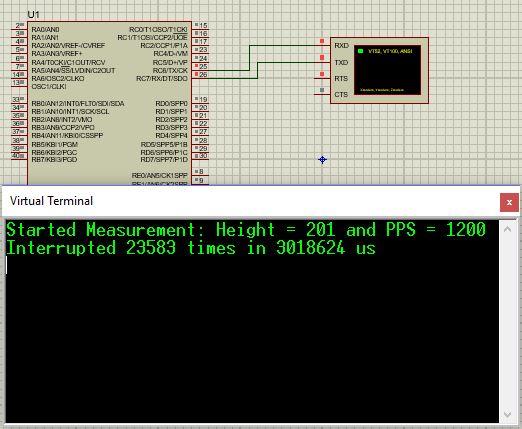 U1
2 RA0/AN0 RC0/T1OSO/T1CKI 15
3 RA1/AN1 RC1/T1OSI/CCP2/UOE 16
4 RA2/AN2/VREF-/CVREF RC2/CCP1/P1A 17
5 RA3/AN3/VREF+ RC4/D-/VM 23
6 RA4/T0CKI/C1OUT/RCV RC5/D+/VP 24
7 RA5/AN4/SS/LVDIN/C2OUT RC6/TX/CK 25
14 RA6/OSC2/CLKO RC7/RX/DT/SDO 26
13 OSC1/CLKI
33 RB0/AN12/INT0/FLT0/SDI/SDA RD0/SPP0 19
34 RB1/AN10/INT1/SCK/SCL RD1/SPP1 20
35 RB2/AN8/INT2/VMO RD2/SPP2 21
36 RB3/AN9/CCP2/VPO RD3/SPP3 22
37 RB4/AN11/KBI0/CSSPP RD4/SPP4 27
38 RB5/KBI1/PGM RD5/SPP5/P1B 28
39 RB6/KBI2/PGC RD6/SPP6/P1C 29
40 RB7/KBI3/PGD RD7/SPP7/P1D 30
RE0/AN5/CK1SPP 8
RE1/AN6/CK2SPP 9
RXD
TXD
RTS
CTS
VT52, VT100, ANSI
Virtual Terminal
x
Started Measurement: Height = 201 and PPS = 1200
Interrupted 23583 times in 3018624 us